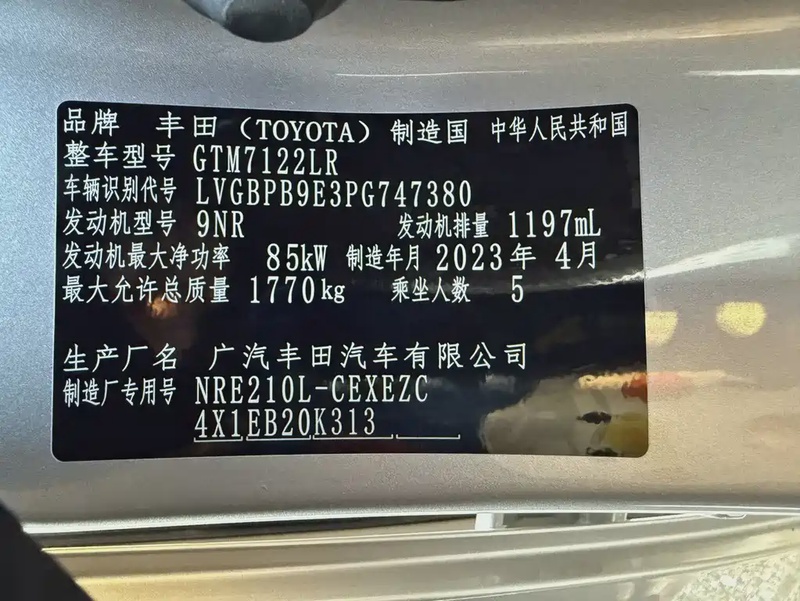 品牌 丰田（TOYOTA）制造国 中华人民共和国
整车型号 GTM7122LR
车辆识别代号 LVGBPB9E3PG747380
发动机型号 9NR 发动机排量 1197mL
发动机最大净功率 85kW 制造年月 2023年 4月
最大允许总质量 1770kg 乘坐人数 5
生产厂名 广汽丰田汽车有限公司
制造厂专用号 NRE210L-CEXEZC
4X1EB20K313